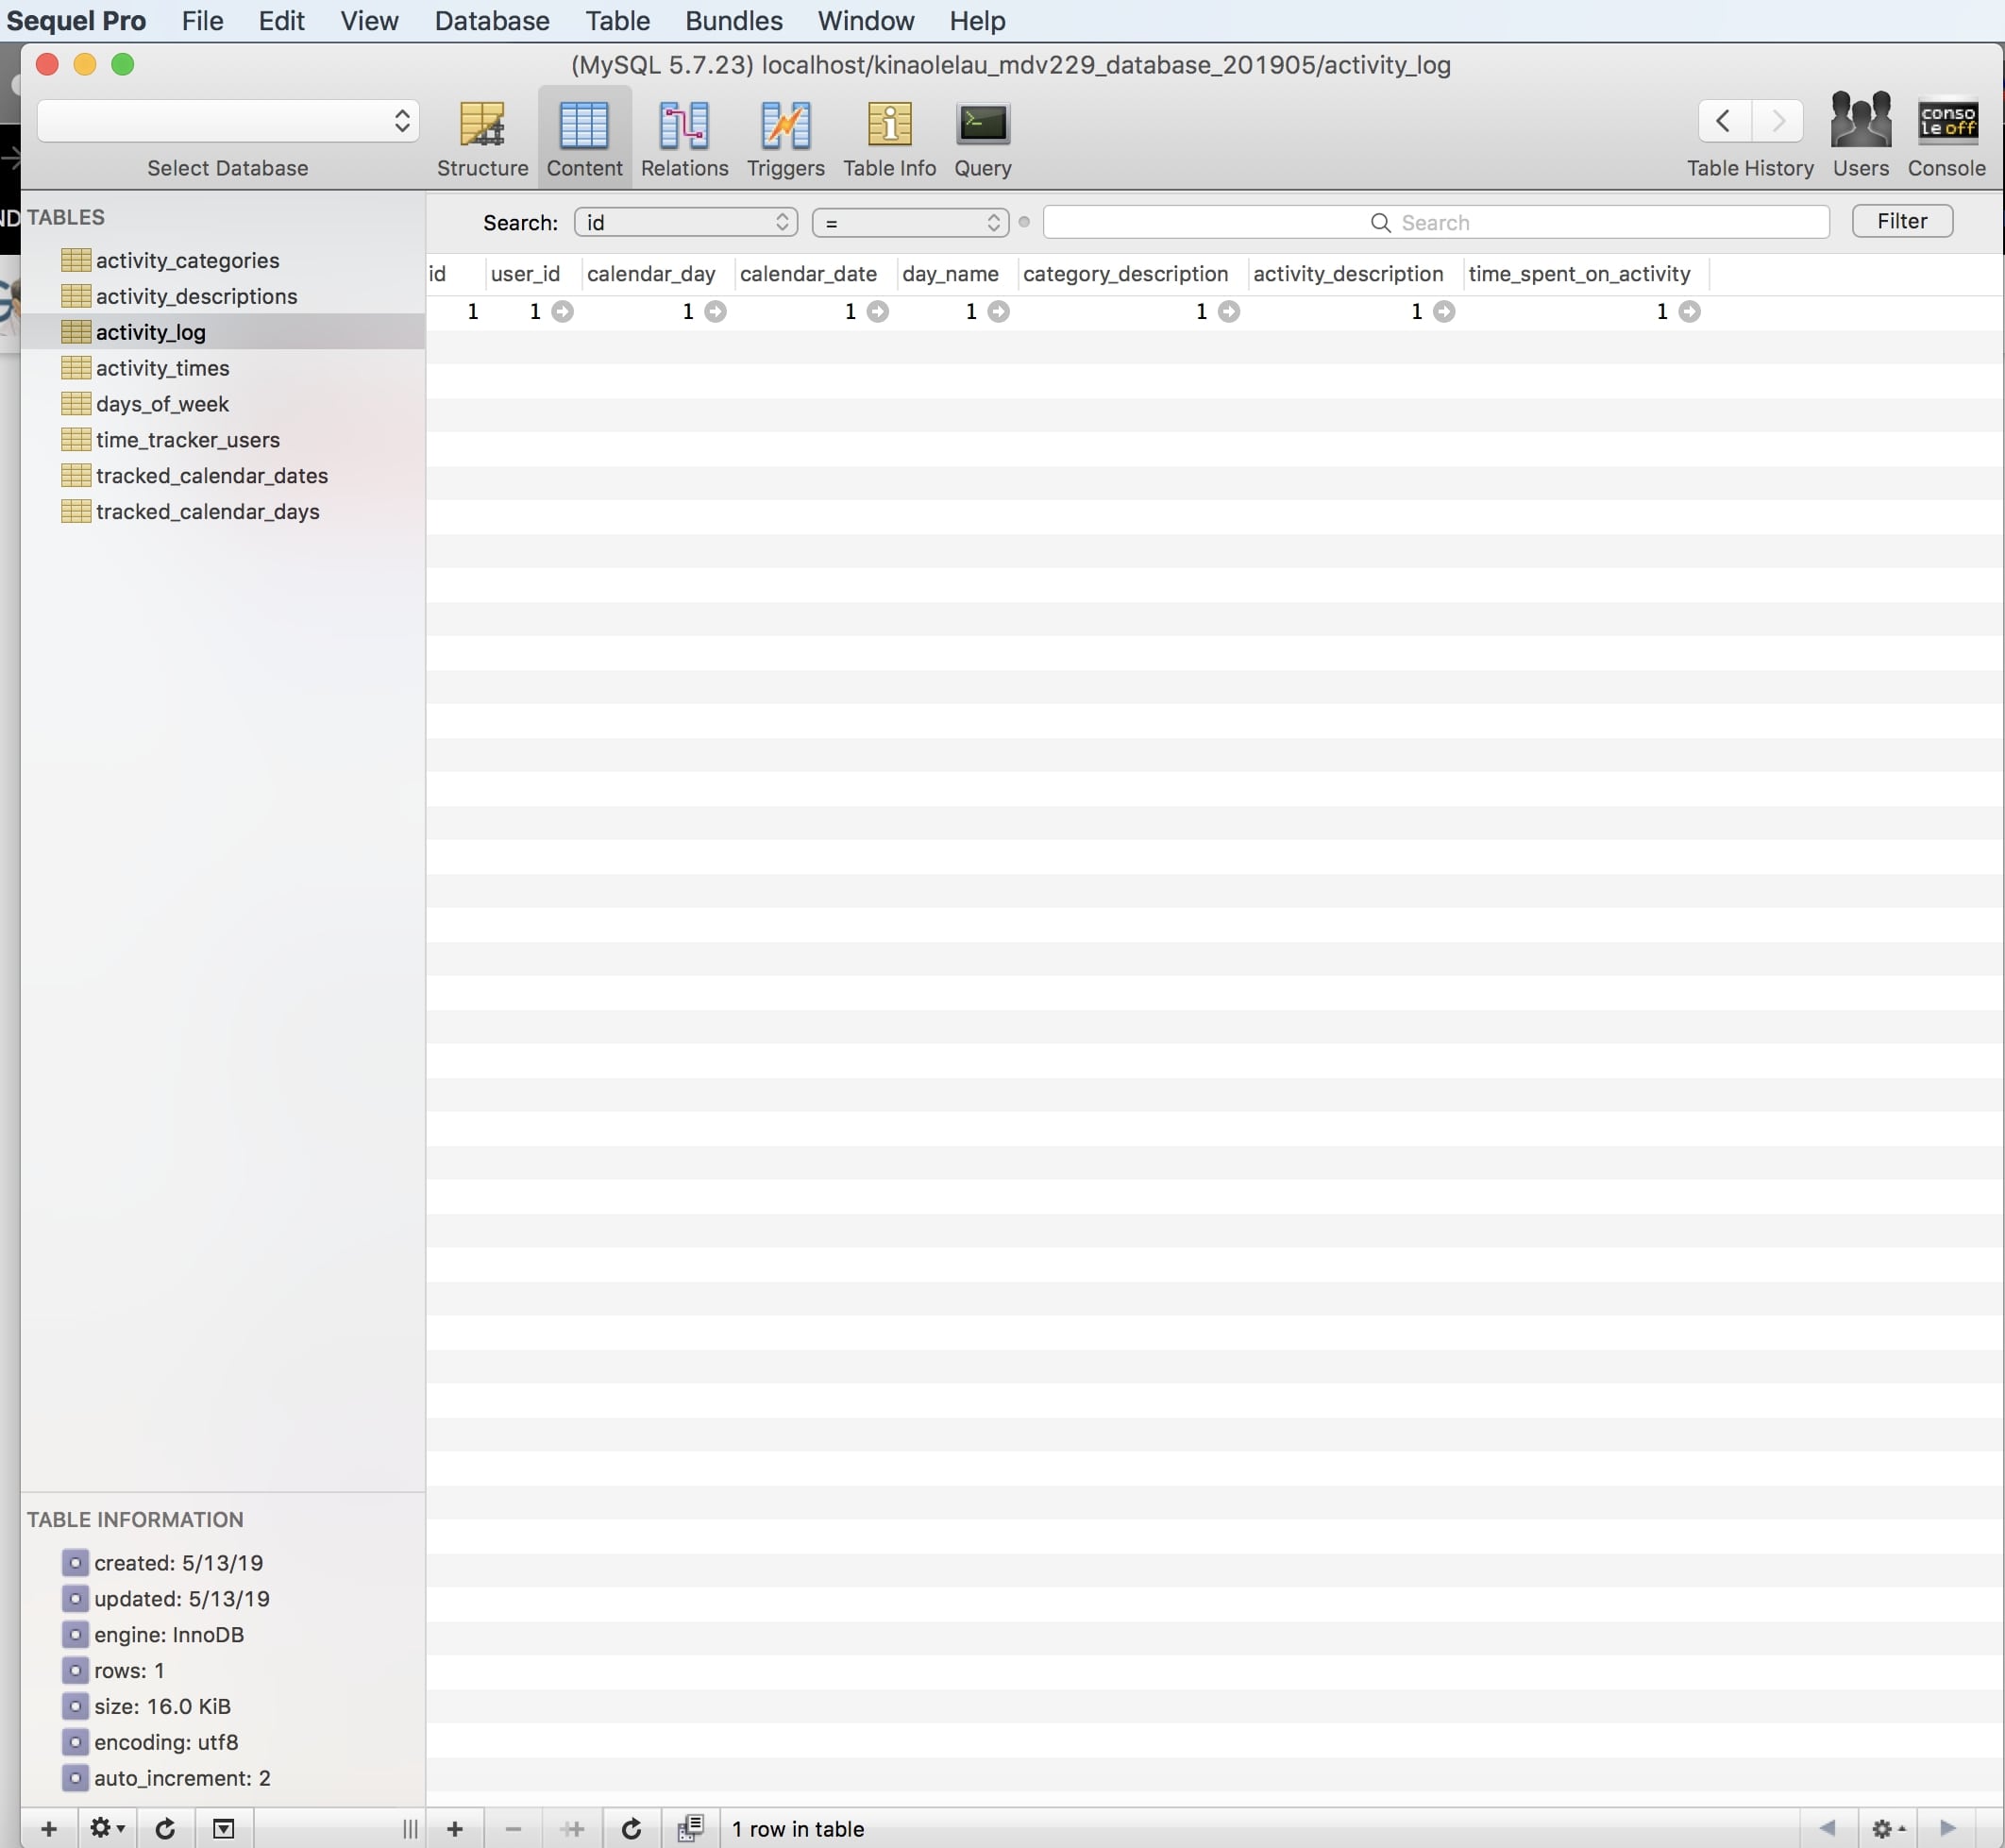 Sequel Pro File Edit View Database Table Bundles Window Help
(MySQL 5.7.23) localhost/kinaolelau_mdv229_database_201905/activity_log
conso
le off
Select Database Structure Content Relations Triggers Table Info Query Table History Users Console
TABLES
Search: id = Search Filter
activity_categories
activity_descriptions
activity_log
activity_times
days_of_week
time_tracker_users
tracked_calendar_dates
tracked_calendar_days
id user_id calendar_day calendar_date day_name category_description activity_description time_spent_on_activity
1 1 1 1 1 1 1 1
TABLE INFORMATION
created: 5/13/19
updated: 5/13/19
engine: InnoDB
rows: 1
size: 16.0 KiB
encoding: utf8
auto_increment: 2
1 row in table